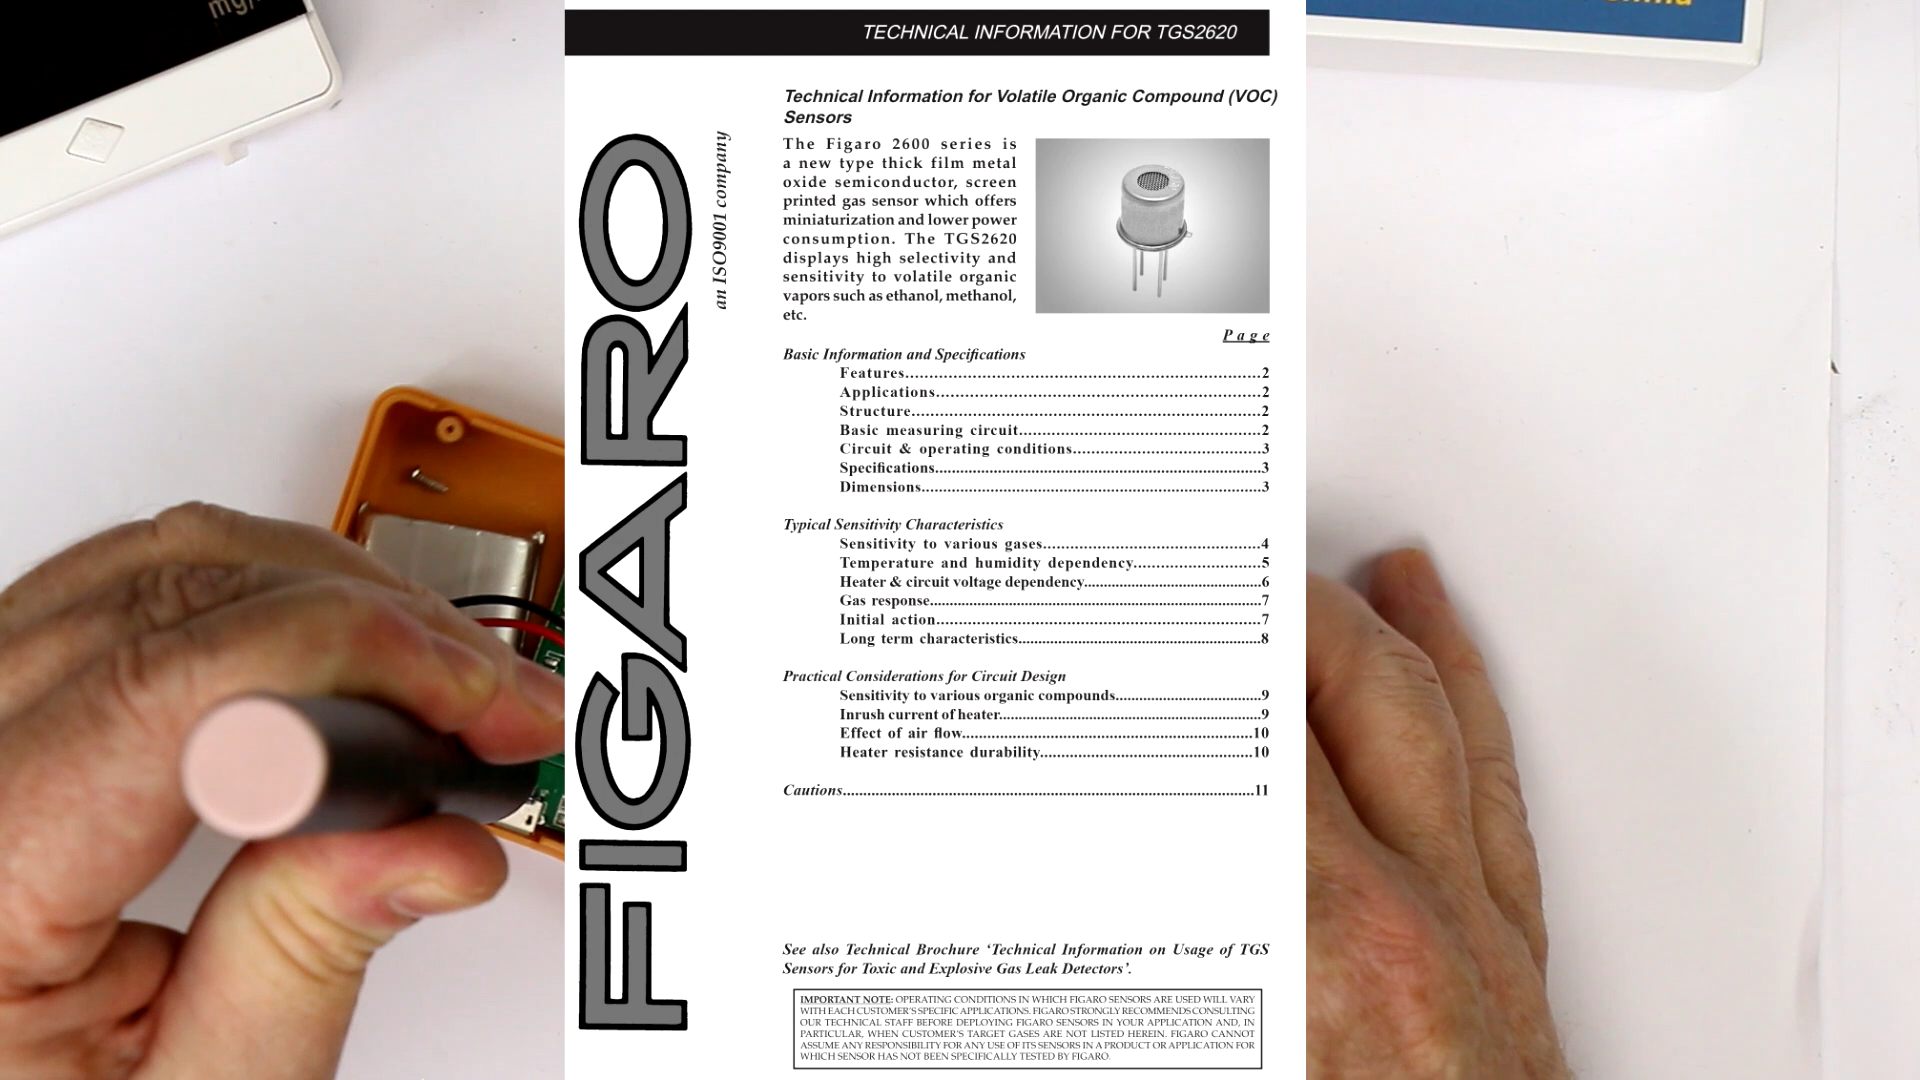 mg/
TECHNICAL INFORMATION FOR TGS2620
an ISO9001 company
FIGARO
Technical Information for Volatile Organic Compound (VOC)
Sensors
The Figaro 2600 series is
a new type thick film metal
oxide semiconductor, screen
printed gas sensor which offers
miniaturization and lower power
consumption. The TGS2620
displays high selectivity and
sensitivity to volatile organic
vapors such as ethanol, methanol,
etc.
Page
Basic Information and Specifications
Features..........................................................................2
Applications....................................................................2
Structure.........................................................................2
Basic measuring circuit..................................................2
Circuit & operating conditions.......................................3
Specifications..................................................................3
Dimensions.....................................................................3
Typical Sensitivity Characteristics
Sensitivity to various gases.............................................4
Temperature and humidity dependency..........................5
Heater & circuit voltage dependency..............................6
Gas response...................................................................7
Initial action....................................................................7
Long term characteristics................................................8
Practical Considerations for Circuit Design
Sensitivity to various organic compounds.......................9
Inrush current of heater..................................................9
Effect of air flow............................................................10
Heater resistance durability...........................................10
Cautions.........................................................................11
See also Technical Brochure ‘Technical Information on Usage of TGS
Sensors for Toxic and Explosive Gas Leak Detectors’.
IMPORTANT NOTE: OPERATING CONDITIONS IN WHICH FIGARO SENSORS ARE USED WILL VARY
WITH EACH CUSTOMER’S SPECIFIC APPLICATIONS. FIGARO STRONGLY RECOMMENDS CONSULTING
OUR TECHNICAL STAFF BEFORE DEPLOYING FIGARO SENSORS IN YOUR APPLICATION AND, IN
PARTICULAR, WHEN CUSTOMER’S TARGET GASES ARE NOT LISTED HEREIN. FIGARO CANNOT
ASSUME ANY RESPONSIBILITY FOR ANY USE OF ITS SENSORS IN A PRODUCT OR APPLICATION FOR
WHICH SENSOR HAS NOT BEEN SPECIFICALLY TESTED BY FIGARO.